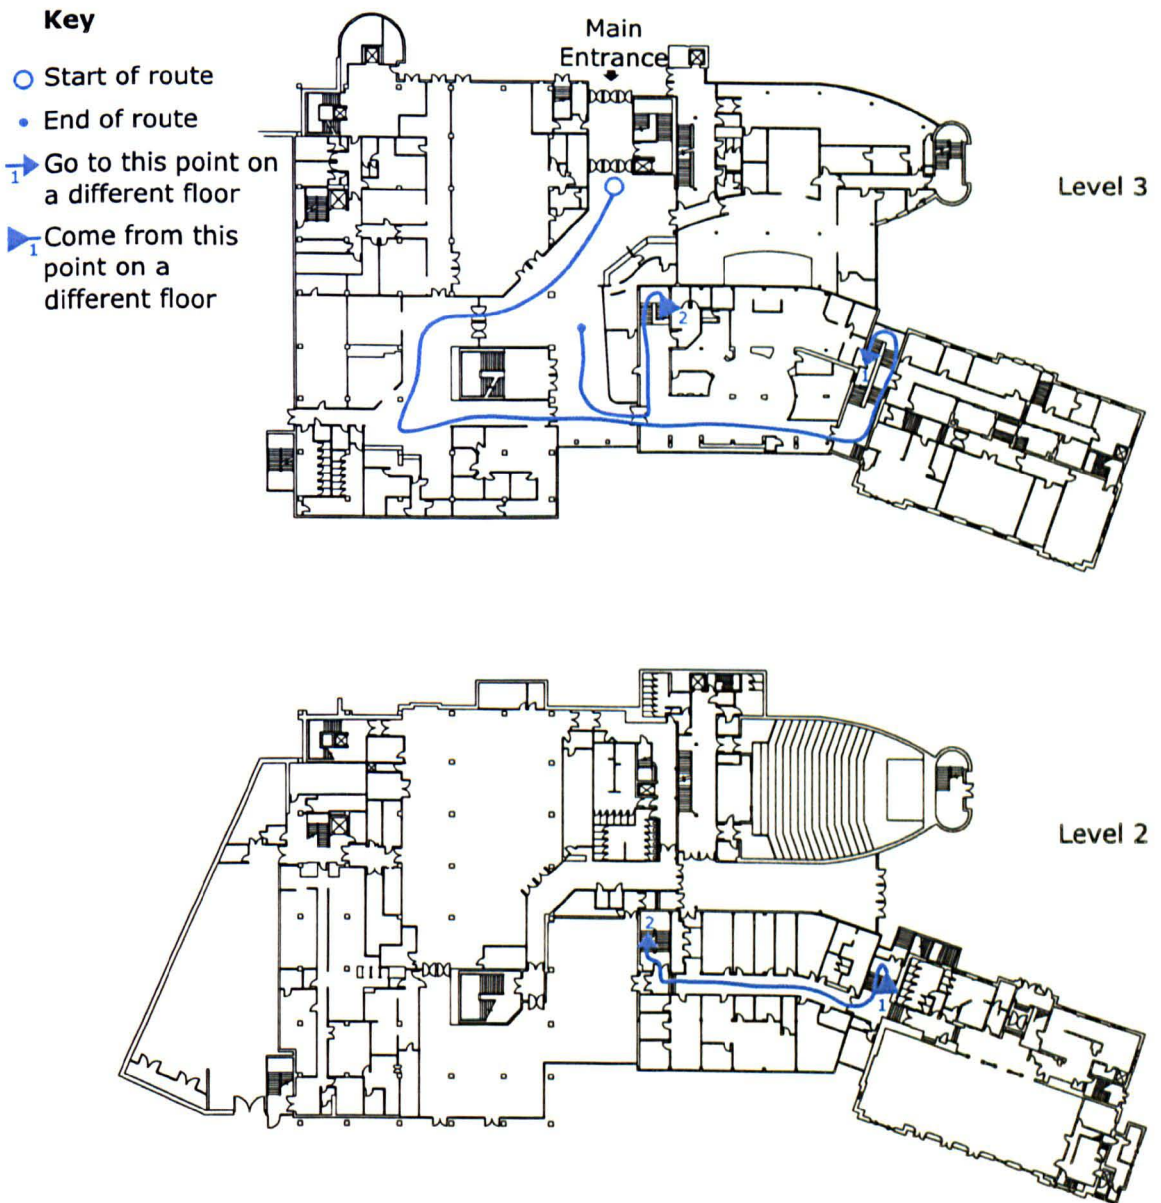 Key
Start of route
End of route
1
Go to this point on
a different floor
1
Come from this
point on a
different floor
Main
Entrance
Level 3
2
1
Level 2
2
1